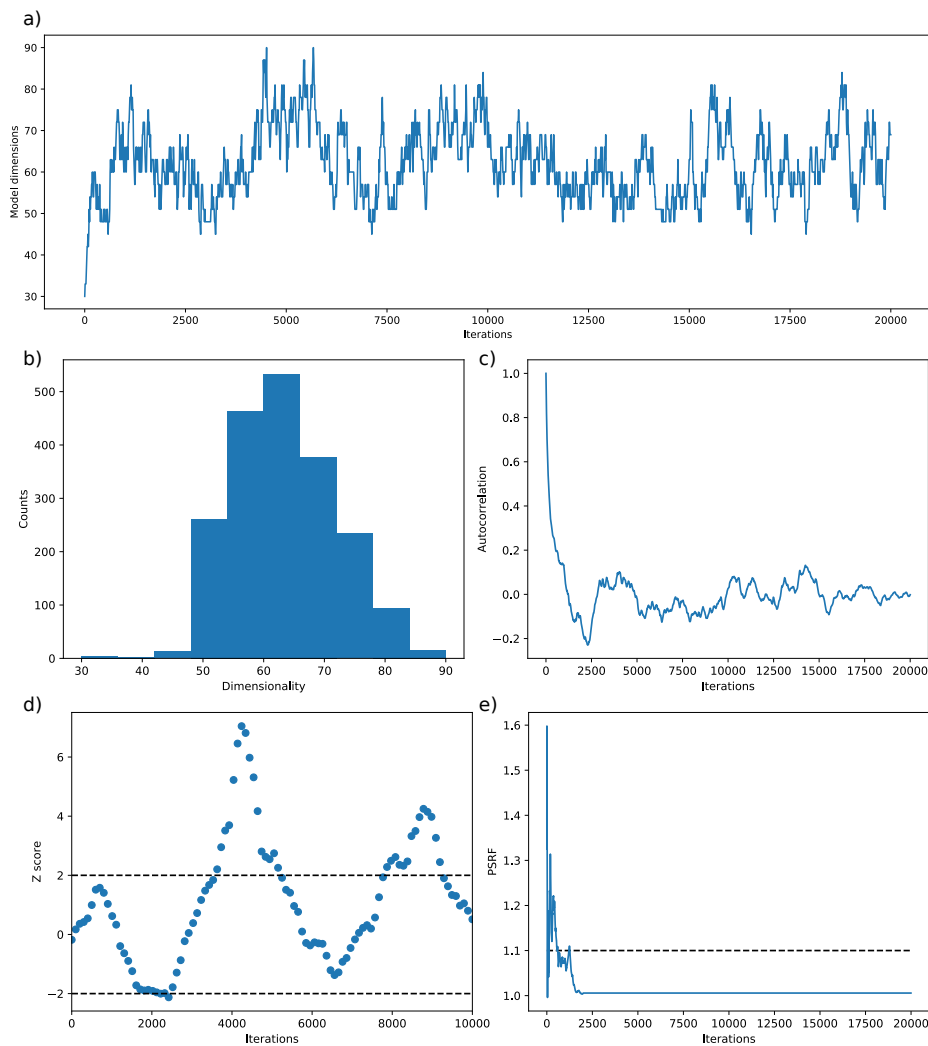 a)
90
80
70
60
50
40
30
Model dimensions
0 2500 5000 7500 10000 12500 15000 17500 20000
Iterations
b)
500
400
300
200
100
0
Counts
30 40 50 60 70 80 90
Dimensionality
c)
1.0
0.8
0.6
0.4
0.2
0.0
−0.2
Autocorrelation
0 2500 5000 7500 10000 12500 15000 17500 20000
Iterations
d)
6
4
2
0
−2
Z score
0 2000 4000 6000 8000 10000
Iterations
e)
1.6
1.5
1.4
1.3
1.2
1.1
1.0
PSRF
0 2500 5000 7500 10000 12500 15000 17500 20000
Iterations